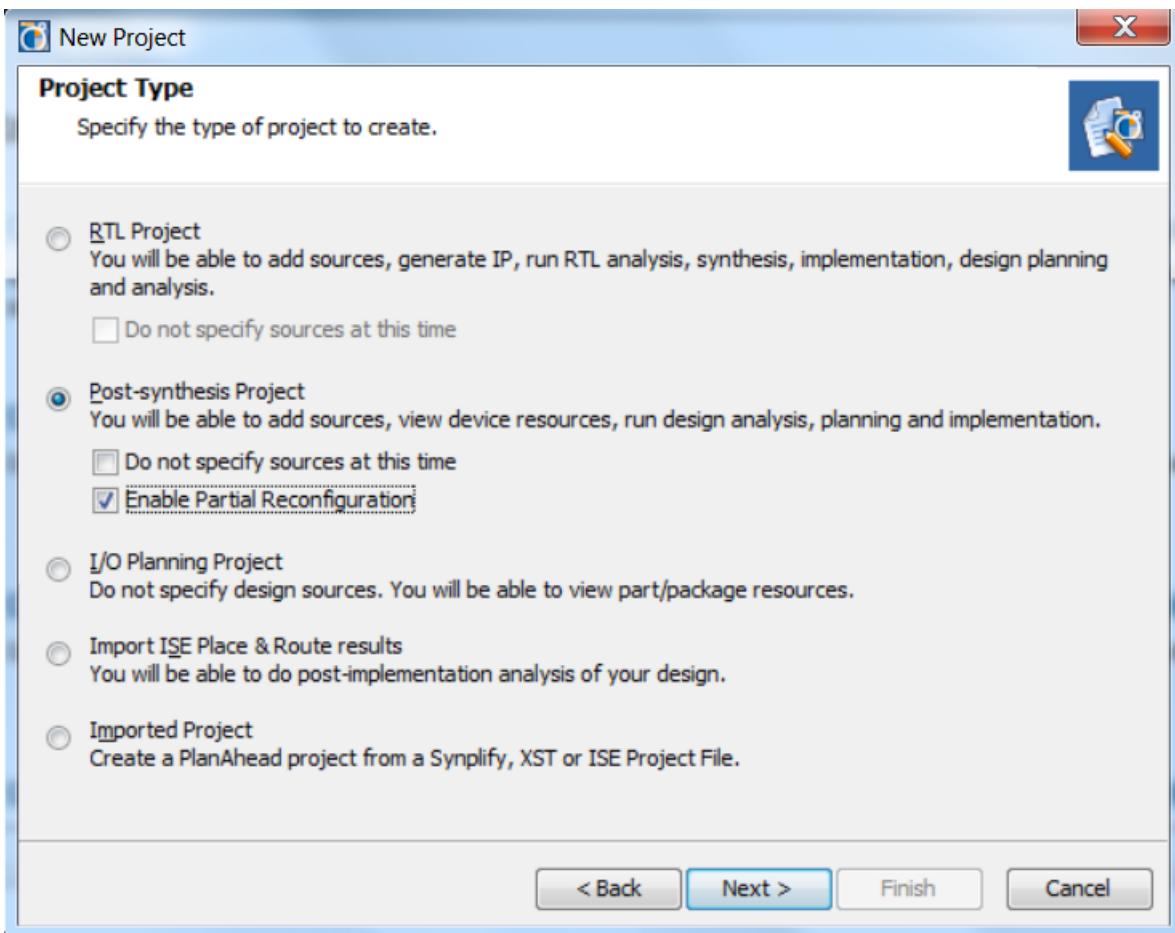 New Project
Project Type
Specify the type of project to create.
RTL Project
You will be able to add sources, generate IP, run RTL analysis, synthesis, implementation, design planning
and analysis.
Do not specify sources at this time
Post-synthesis Project
You will be able to add sources, view device resources, run design analysis, planning and implementation.
Do not specify sources at this time
Enable Partial Reconfiguration
I/O Planning Project
Do not specify design sources. You will be able to view part/package resources.
Import ISE Place & Route results
You will be able to do post-implementation analysis of your design.
Imported Project
Create a PlanAhead project from a Synplify, XST or ISE Project File.
< Back Next > Finish Cancel